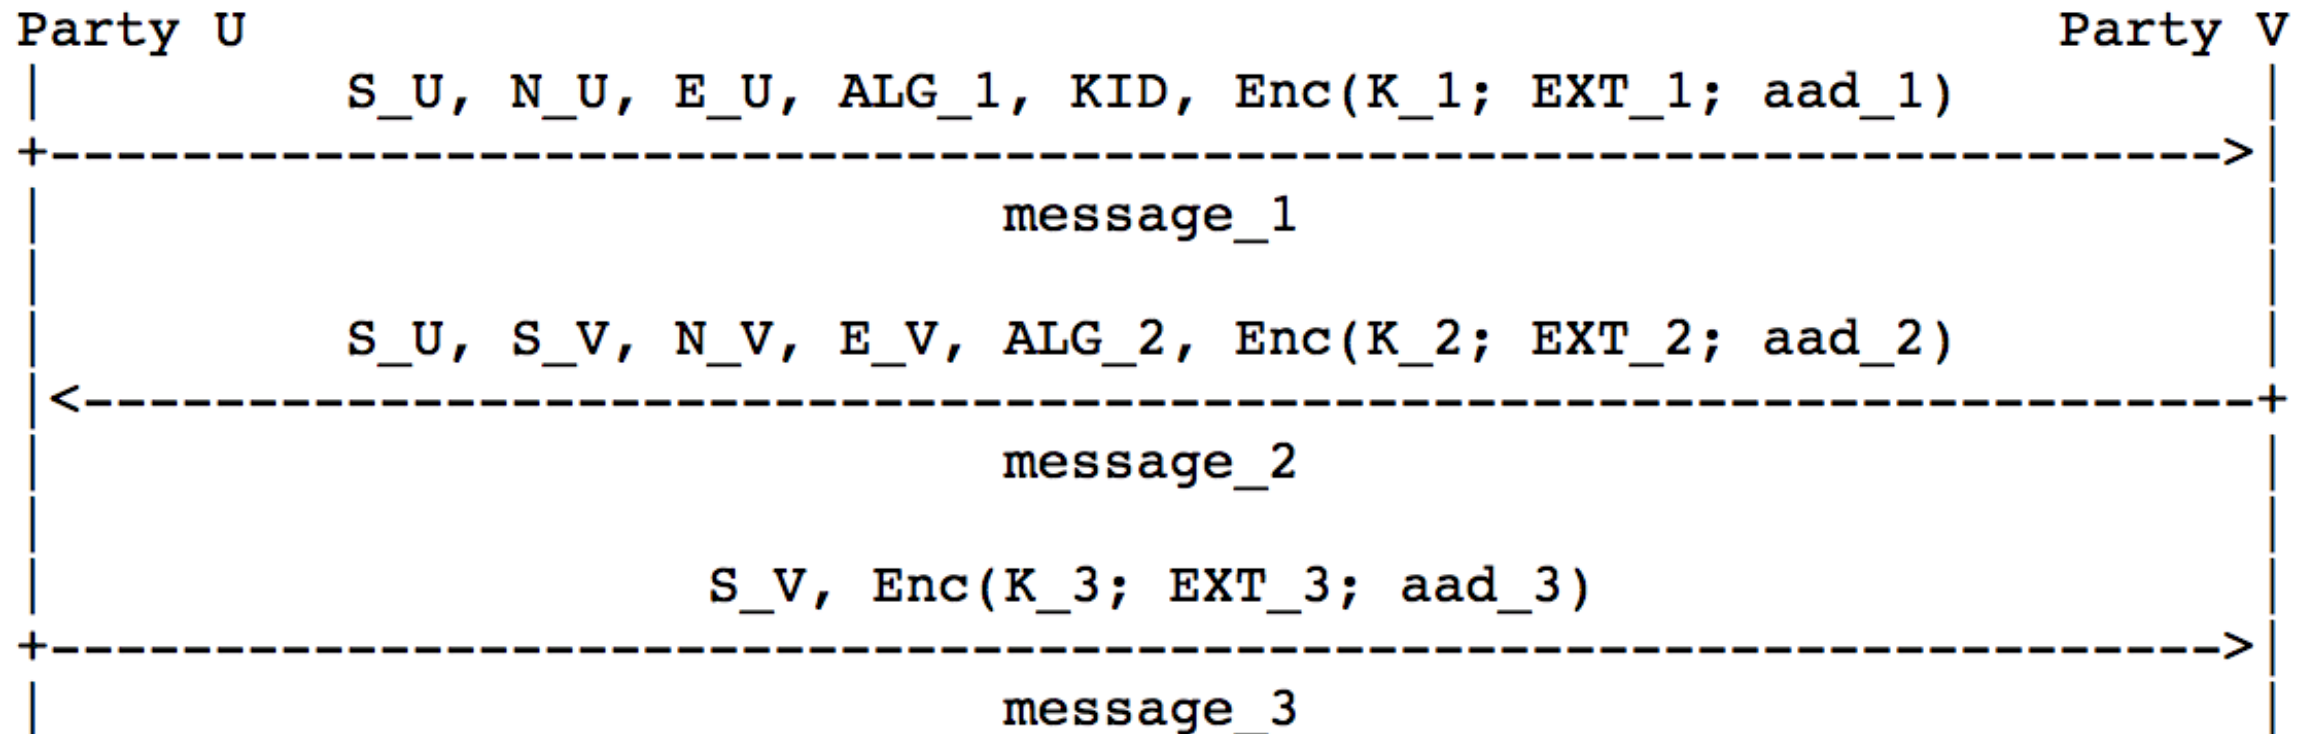 Party U Party V
S_U, N_U, E_U, ALG_1, KID, Enc(K_1; EXT_1; aad_1)
message_1
S_U, S_V, N_V, E_V, ALG_2, Enc(K_2; EXT_2; aad_2)
message_2
S_V, Enc(K_3; EXT_3; aad_3)
message_3